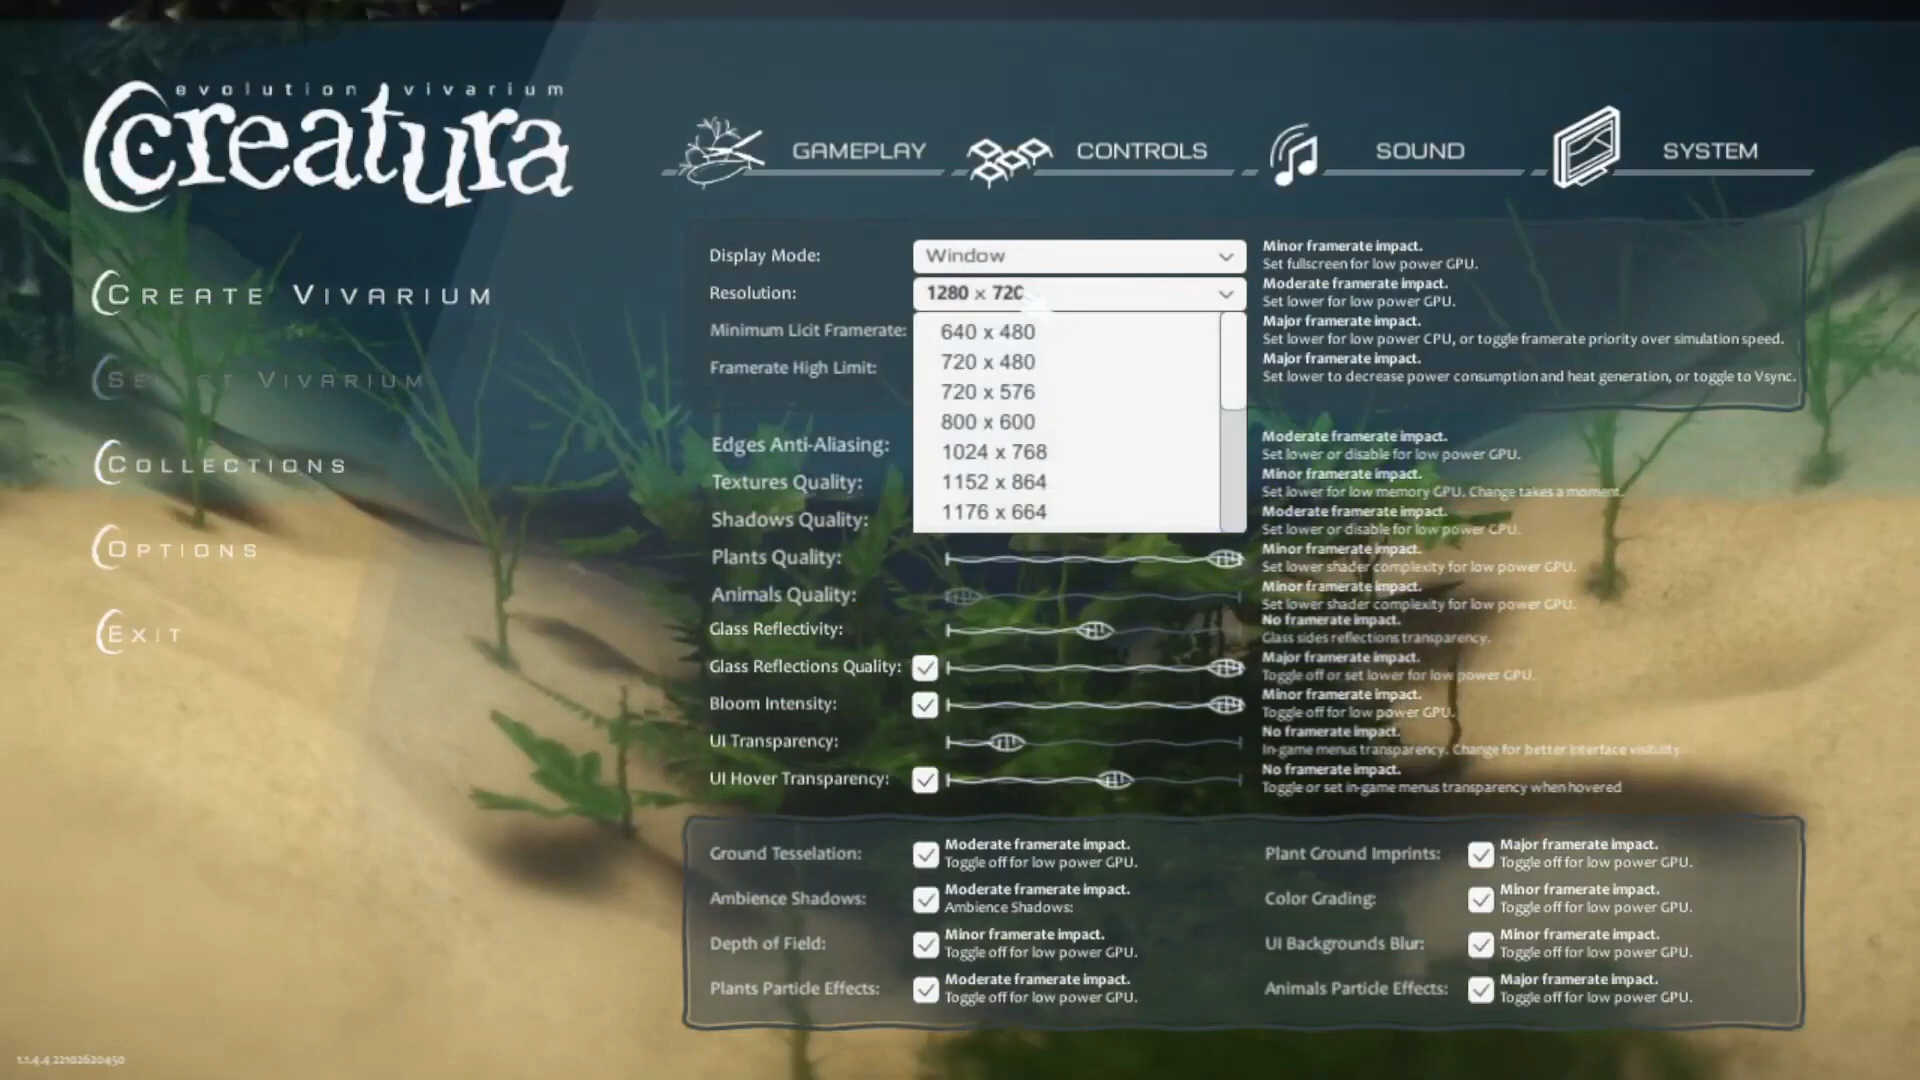 evolution vivarium
creatura
GAMEPLAY
CONTROLS
SOUND
SYSTEM
CREATE VIVARIUM
SELECT VIVARIUM
COLLECTIONS
OPTIONS
EXIT
Display Mode:
Window
Minor framerate impact.
Set fullscreen for low power GPU.
Resolution:
1280 x 720
Moderate framerate impact.
Set lower for low power GPU.
640 x 480
720 x 480
720 x 576
800 x 600
1024 x 768
1152 x 864
1176 x 664
Minimum Licit Framerate:
Major framerate impact.
Set lower for low power CPU, or toggle framerate priority over simulation speed.
Framerate High Limit:
Major framerate impact.
Set lower to decrease power consumption and heat generation, or toggle to Vsync.
Edges Anti-Aliasing:
Moderate framerate impact.
Set lower or disable for low power GPU.
Textures Quality:
Minor framerate impact.
Set lower for low memory GPU. Change takes a moment.
Shadows Quality:
Moderate framerate impact.
Set lower or disable for low power GPU.
Plants Quality:
Minor framerate impact.
Set lower shader complexity for low power GPU.
Animals Quality:
Minor framerate impact.
Set lower shader complexity for low power GPU.
Glass Reflectivity:
No framerate impact.
Glass sides reflections transparency.
Glass Reflections Quality:
Major framerate impact.
Toggle off or set lower for low power GPU.
Bloom Intensity:
Minor framerate impact.
Toggle off for low power GPU.
UI Transparency:
No framerate impact.
In-game menus transparency. Change for better interface visibility.
UI Hover Transparency:
No framerate impact.
Toggle or set in-game menus transparency when hovered
Ground Tesselation:
Moderate framerate impact.
Toggle off for low power GPU.
Plant Ground Imprints:
Major framerate impact.
Toggle off for low power GPU.
Ambience Shadows:
Moderate framerate impact.
Ambience Shadows:
Color Grading:
Minor framerate impact.
Toggle off for low power GPU.
Depth of Field:
Minor framerate impact.
Toggle off for low power GPU.
UI Backgrounds Blur:
Minor framerate impact.
Toggle off for low power GPU.
Plants Particle Effects:
Moderate framerate impact.
Toggle off for low power GPU.
Animals Particle Effects:
Major framerate impact.
Toggle off for low power GPU.
1.1.4.4 22102620450